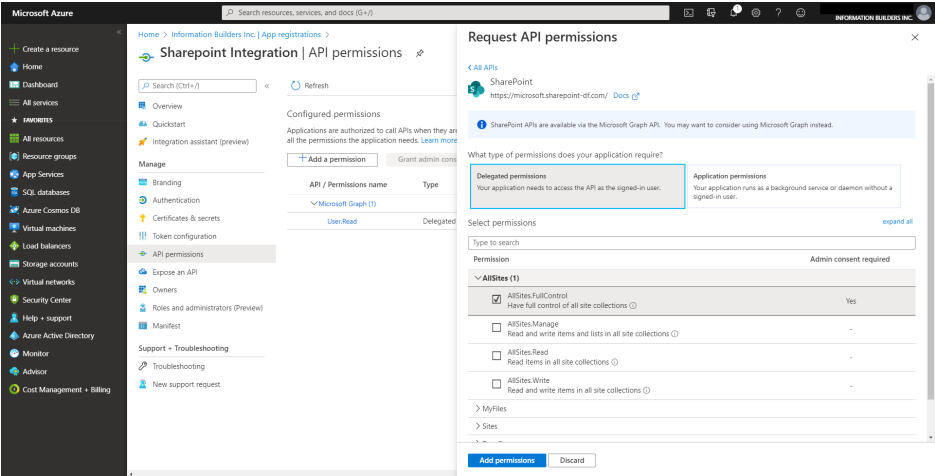 Microsoft Azure
Search resources, services, and docs (G+/)
INFORMATION BUILDERS INC.
Create a resource
Home
Dashboard
All services
FAVORITES
All resources
Resource groups
App Services
SQL databases
Azure Cosmos DB
Virtual machines
Load balancers
Storage accounts
Virtual networks
Security Center
Help + support
Azure Active Directory
Monitor
Advisor
Cost Management + Billing
Home > Information Builders Inc. | App registrations >
Sharepoint Integration | API permissions
Search (Ctrl+/)
Overview
Quickstart
Integration assistant (preview)
Manage
Branding
Authentication
Certificates & secrets
Token configuration
API permissions
Expose an API
Owners
Roles and administrators (Preview)
Manifest
Support + Troubleshooting
Troubleshooting
New support request
Refresh
Configured permissions
Applications are authorized to call APIs when they are
all the permissions the application needs. Learn more
+ Add a permission Grant admin cons
API / Permissions name Type
Microsoft Graph (1)
User.Read Delegated
Request API permissions
< All APIs
SharePoint
https://microsoft.sharepoint-df.com/ Docs
SharePoint APIs are available via the Microsoft Graph API. You may want to consider using Microsoft Graph instead.
What type of permissions does your application require?
Delegated permissions
Your application needs to access the API as the signed-in user.
Application permissions
Your application runs as a background service or daemon without a
signed-in user.
Select permissions expand all
Type to search
Permission Admin consent required
AllSites (1)
AllSites.FullControl
Have full control of all site collections
Yes
AllSites.Manage
Read and write items and lists in all site collections
-
AllSites.Read
Read items in all site collections
-
AllSites.Write
Read and write items in all site collections
-
MyFiles
Sites
Add permissions Discard